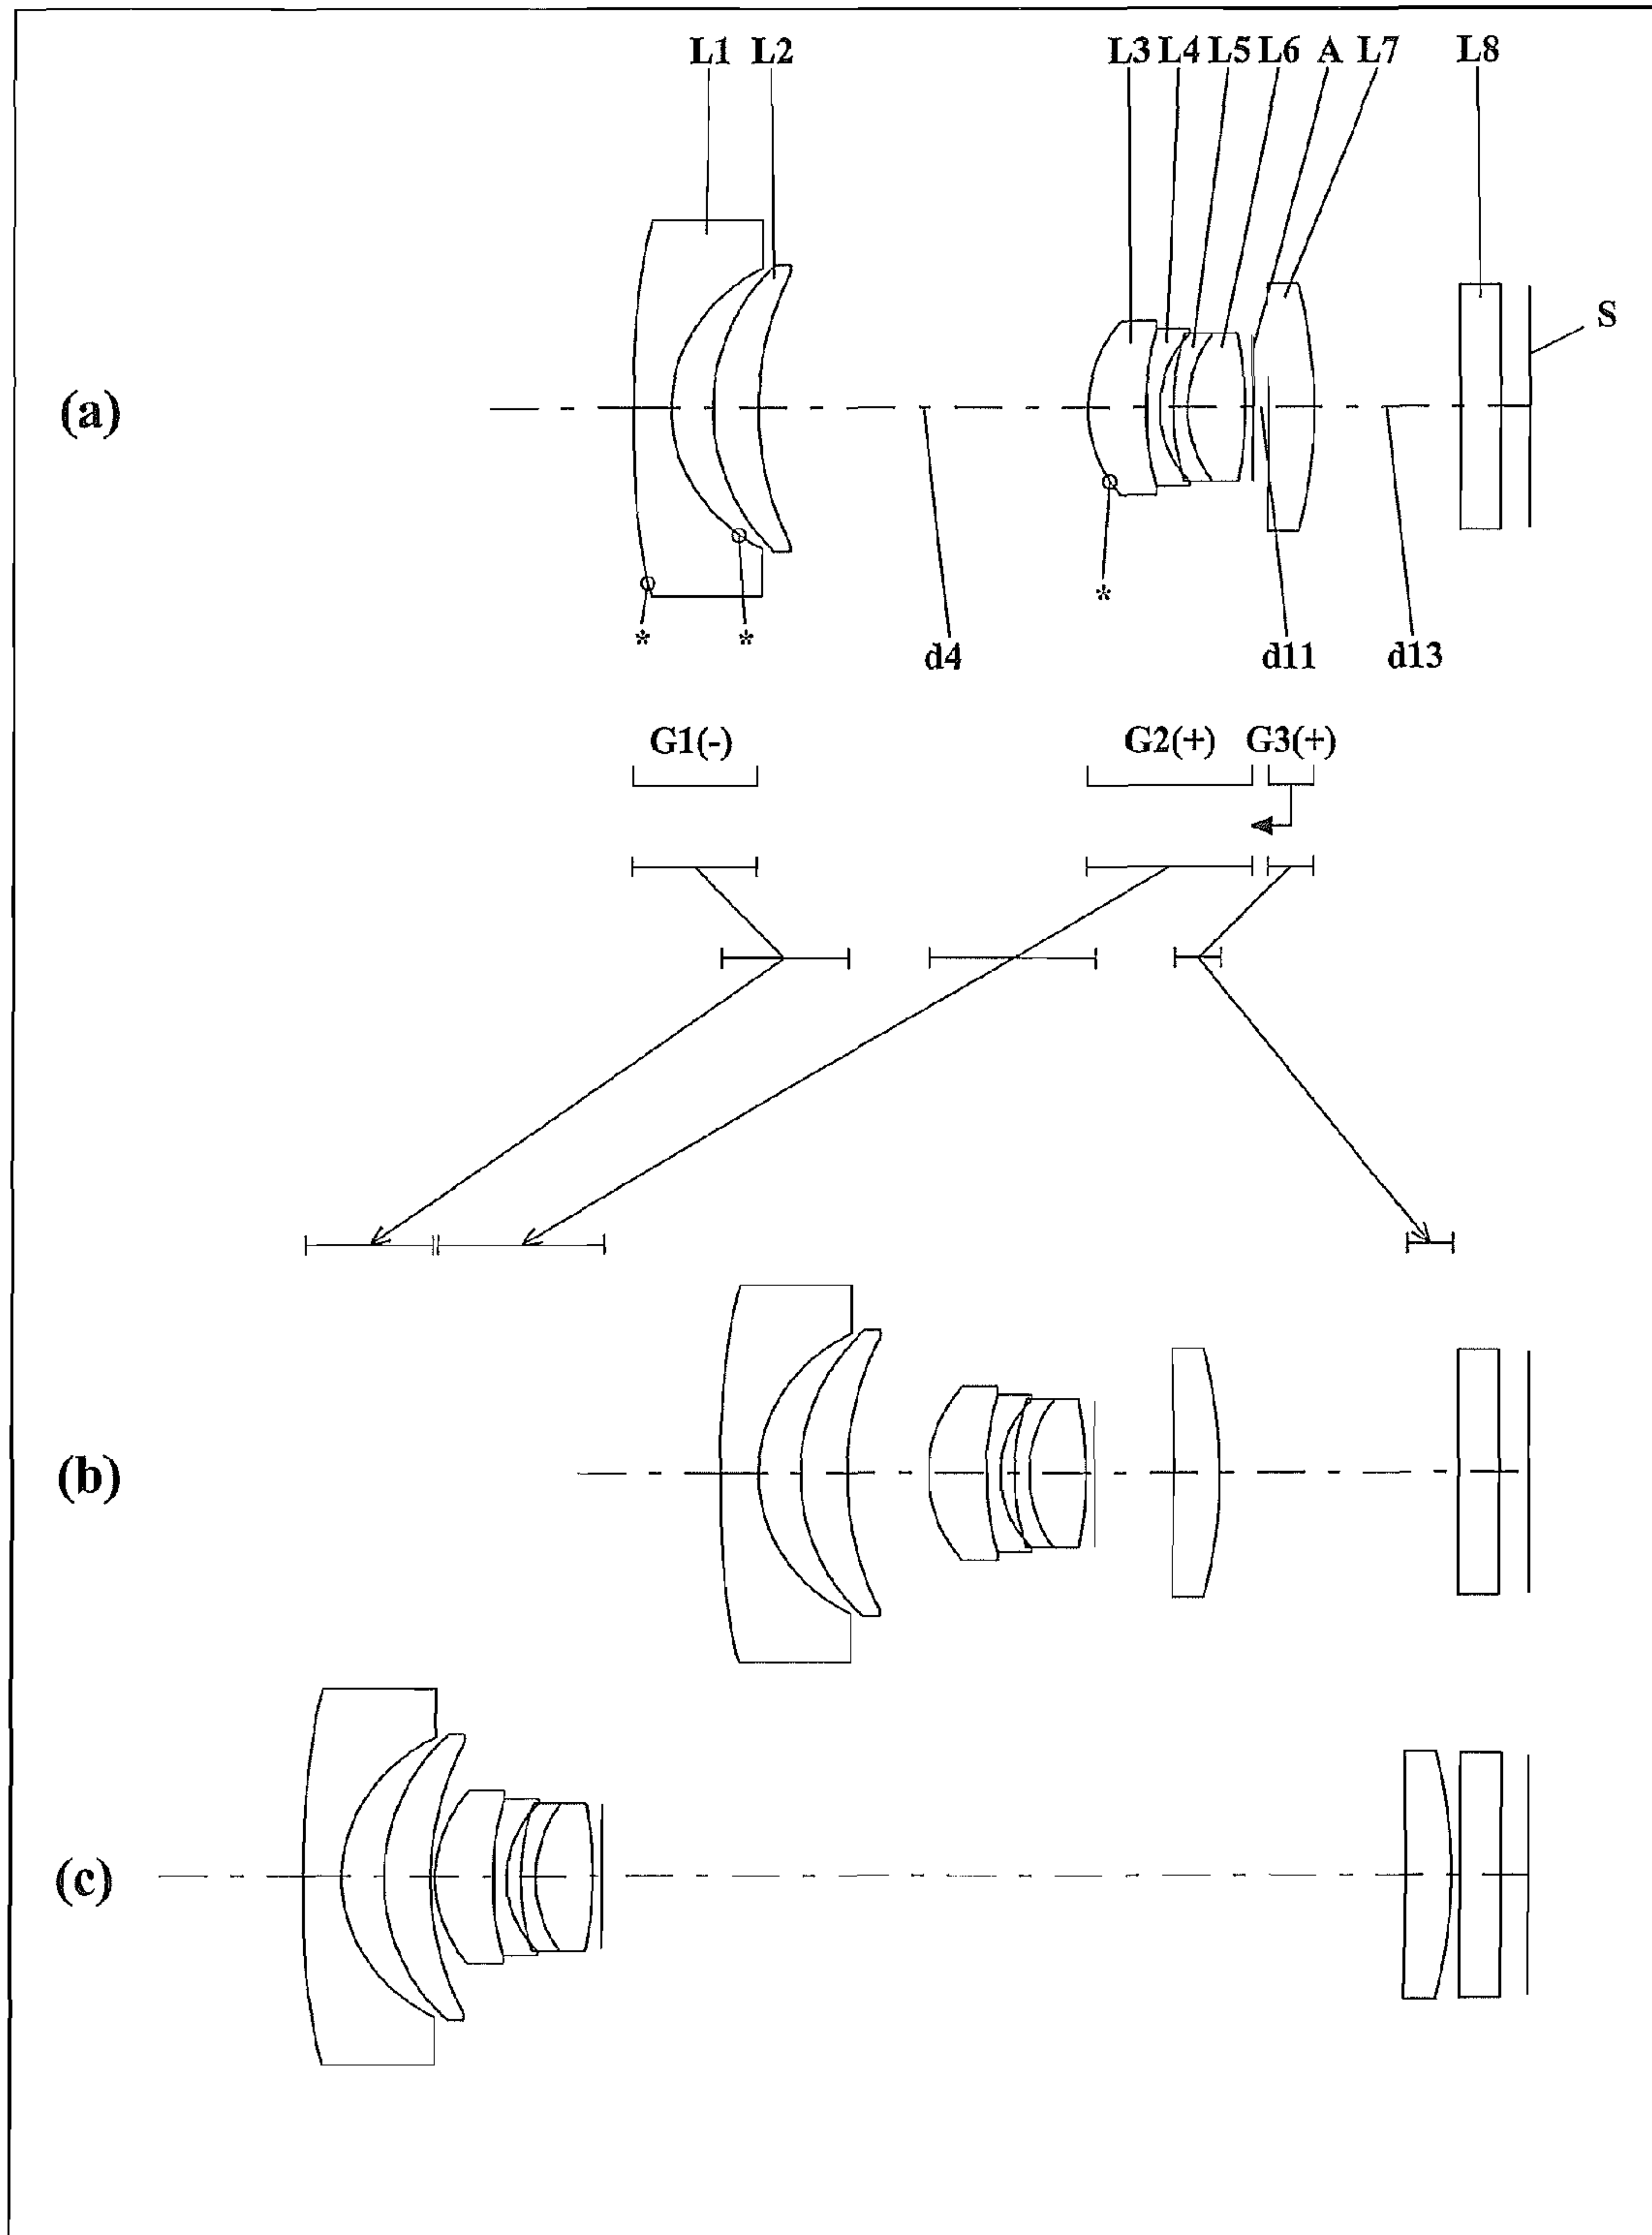 L1 L2 L3 L4 L5 L6 A L7 L8
S
(a)
*
* *
d4 d11 d13
G1(-) G2(+) G3(+)
(b)
(c)